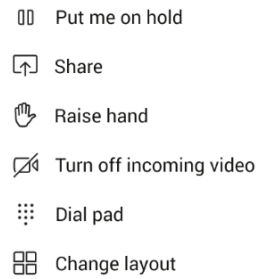 Put me on hold
Share
Raise hand
Turn off incoming video
Dial pad
Change layout